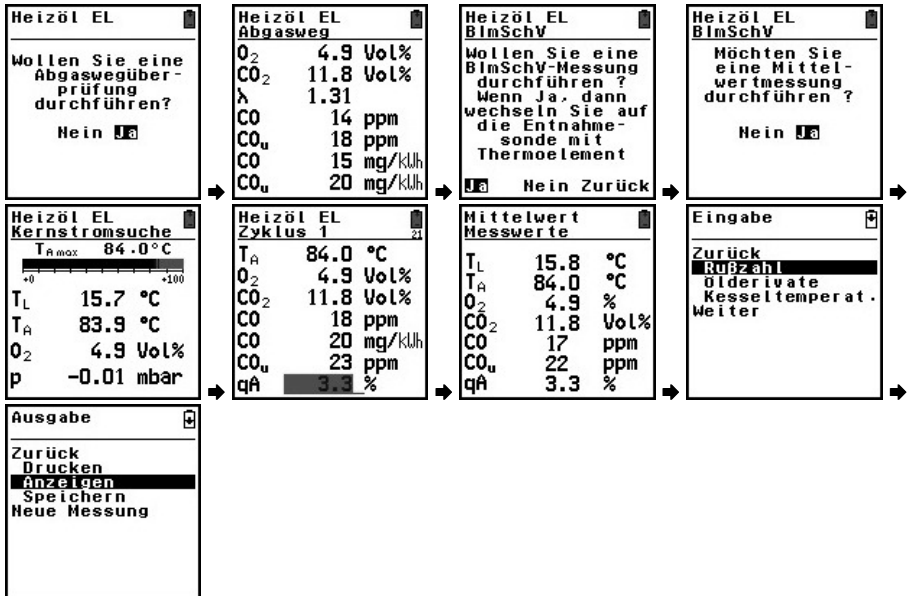 Heizöl EL
Wollen Sie eine
Abgaswegüber-
prüfung
durchführen?
Nein Ja
Heizöl EL
Abgasweg
O2 4.9 Vol%
CO2 11.8 Vol%
λ 1.31
CO 14 ppm
COu 18 ppm
CO 15 mg/kWh
COu 20 mg/kWh
Heizöl EL
BImSchV
Wollen Sie eine
BImSchV-Messung
durchführen ?
Wenn Ja, dann
wechseln Sie auf
die Entnahme-
sonde mit
Thermoelement
Ja Nein Zurück
Heizöl EL
BImSchV
Möchten Sie
eine Mittel-
wertmessung
durchführen ?
Nein Ja
Heizöl EL
Kernstromsuche
TA max 84.0°C
+0 +100
TL 15.7 °C
TA 83.9 °C
O2 4.9 Vol%
p -0.01 mbar
Heizöl EL
Zyklus 1 21
TA 84.0 °C
O2 4.9 Vol%
CO2 11.8 Vol%
CO 18 ppm
CO 20 mg/kWh
COu 23 ppm
qA 3.3 %
Mittelwert
Messwerte
TL 15.8 °C
TA 84.0 °C
O2 4.9 %
CO2 11.8 Vol%
CO 17 ppm
COu 22 ppm
qA 3.3 %
Eingabe
Zurück
Rußzahl
Ölderivate
Kesseltemperat.
Weiter
Ausgabe
Zurück
Drucken
Anzeigen
Speichern
Neue Messung